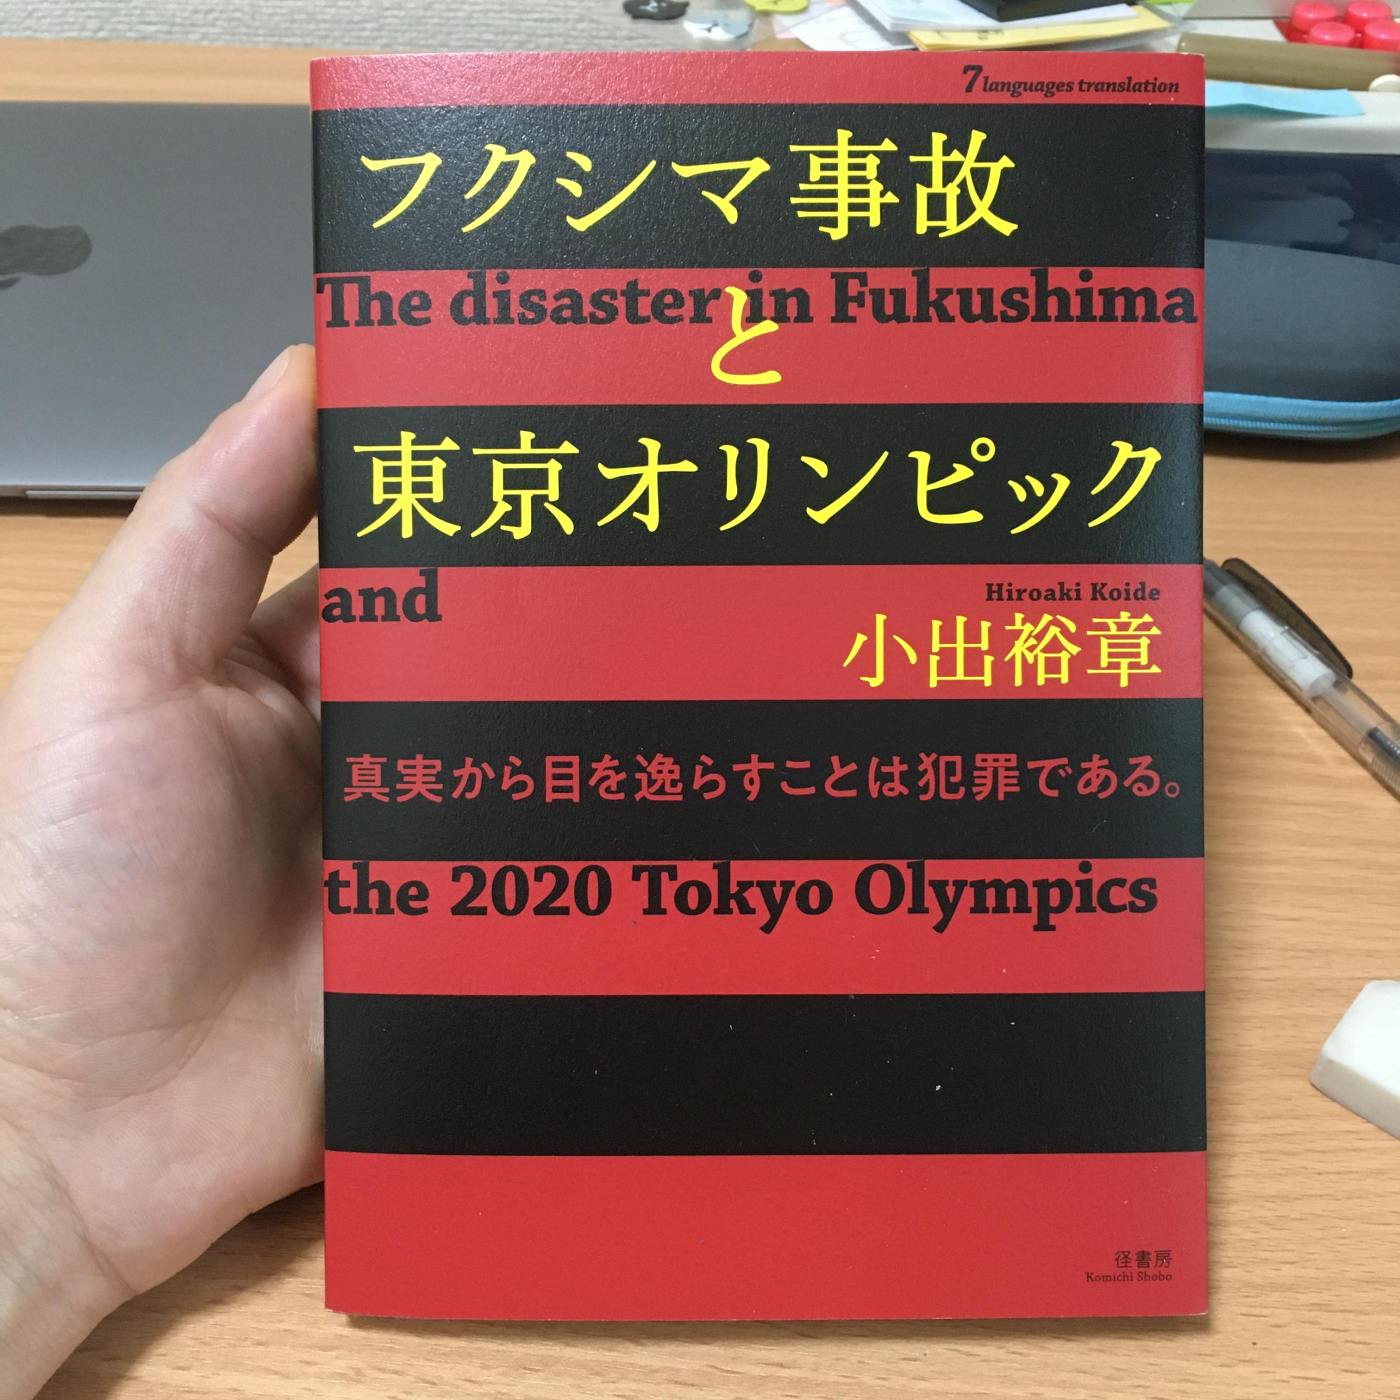 7 languages translation
フクシマ事故
The disaster in Fukushima
と
東京オリンピック
and
Hiroaki Koide
小出裕章
真実から目を逸らすことは犯罪である。
the 2020 Tokyo Olympics
径書房
Komichi Shobo